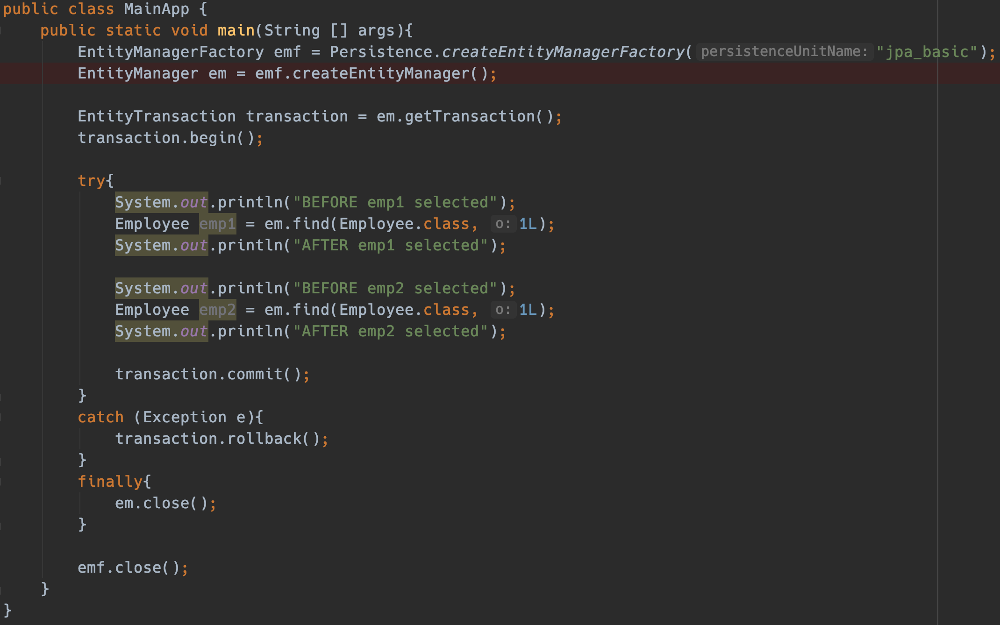 public class MainApp {
    public static void main(String [] args){
        EntityManagerFactory emf = Persistence.createEntityManagerFactory( persistenceUnitName: "jpa_basic");
        EntityManager em = emf.createEntityManager();

        EntityTransaction transaction = em.getTransaction();
        transaction.begin();

        try{
            System.out.println("BEFORE emp1 selected");
            Employee emp1 = em.find(Employee.class, o: 1L);
            System.out.println("AFTER emp1 selected");

            System.out.println("BEFORE emp2 selected");
            Employee emp2 = em.find(Employee.class, o: 1L);
            System.out.println("AFTER emp2 selected");

            transaction.commit();
        }
        catch (Exception e){
            transaction.rollback();
        }
        finally{
            em.close();
        }

        emf.close();
    }
}